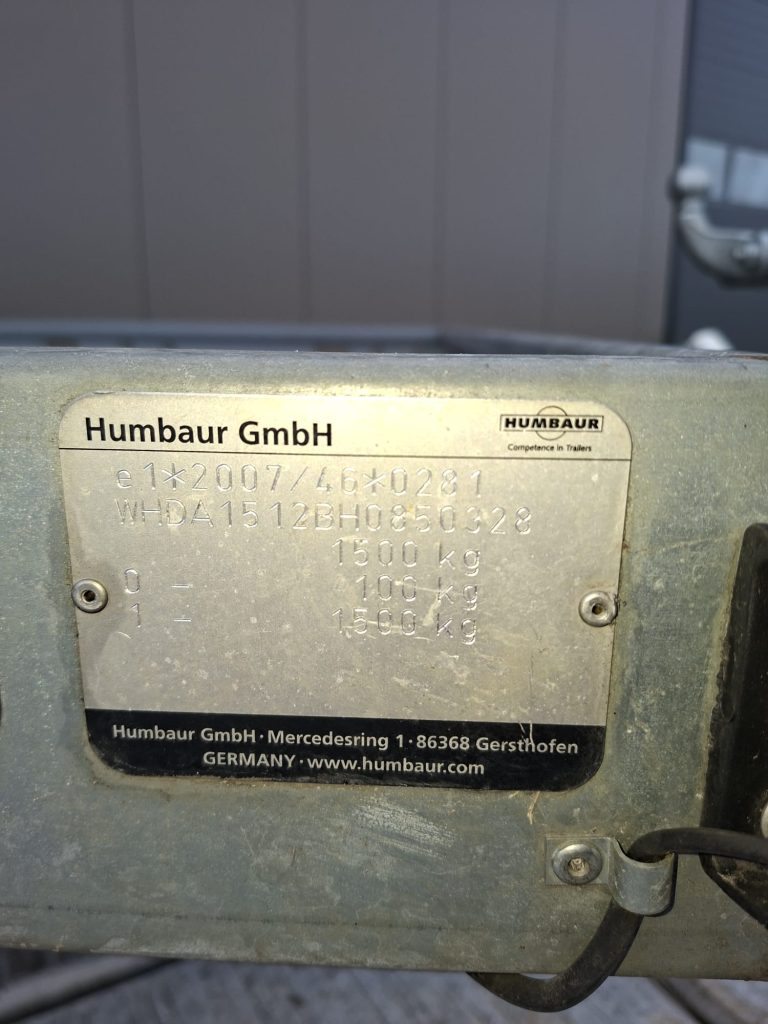 Humbaur GmbH
HUMBAUR
Competence in Trailers
e1*2007/46*0281
WHDA1512BH0850328
1500 kg
0 - 100 kg
1 - 1500 kg
Humbaur GmbH · Mercedesring 1 · 86368 Gersthofen
GERMANY · www.humbaur.com